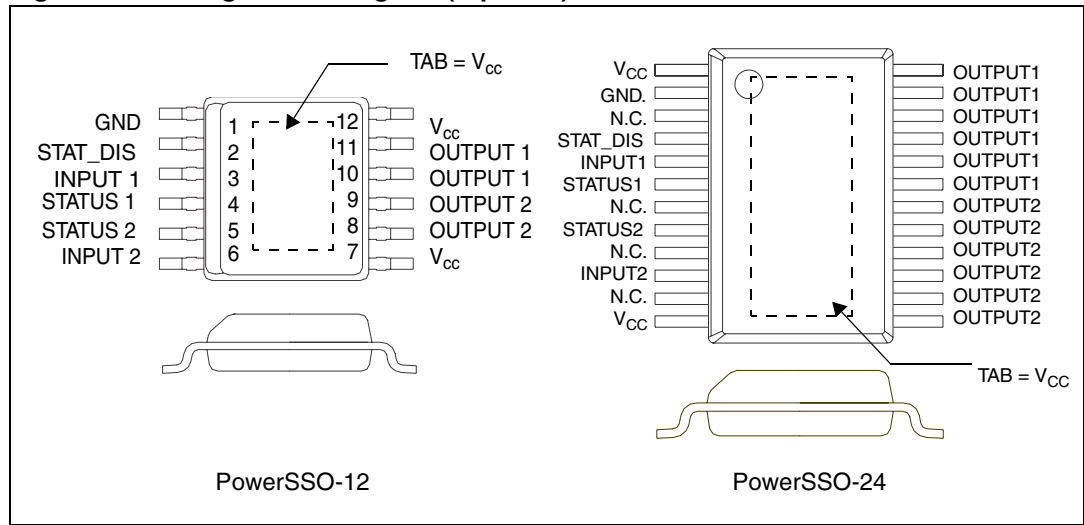 TAB = Vcc
GND
STAT_DIS
INPUT 1
STATUS 1
STATUS 2
INPUT 2
1
2
3
4
5
6
12
11
10
9
8
7
Vcc
OUTPUT 1
OUTPUT 1
OUTPUT 2
OUTPUT 2
Vcc
PowerSSO-12
VCC
GND.
N.C.
STAT_DIS
INPUT1
STATUS1
N.C.
STATUS2
N.C.
INPUT2
N.C.
VCC
OUTPUT1
OUTPUT1
OUTPUT1
OUTPUT1
OUTPUT1
OUTPUT1
OUTPUT2
OUTPUT2
OUTPUT2
OUTPUT2
OUTPUT2
OUTPUT2
TAB = VCC
PowerSSO-24